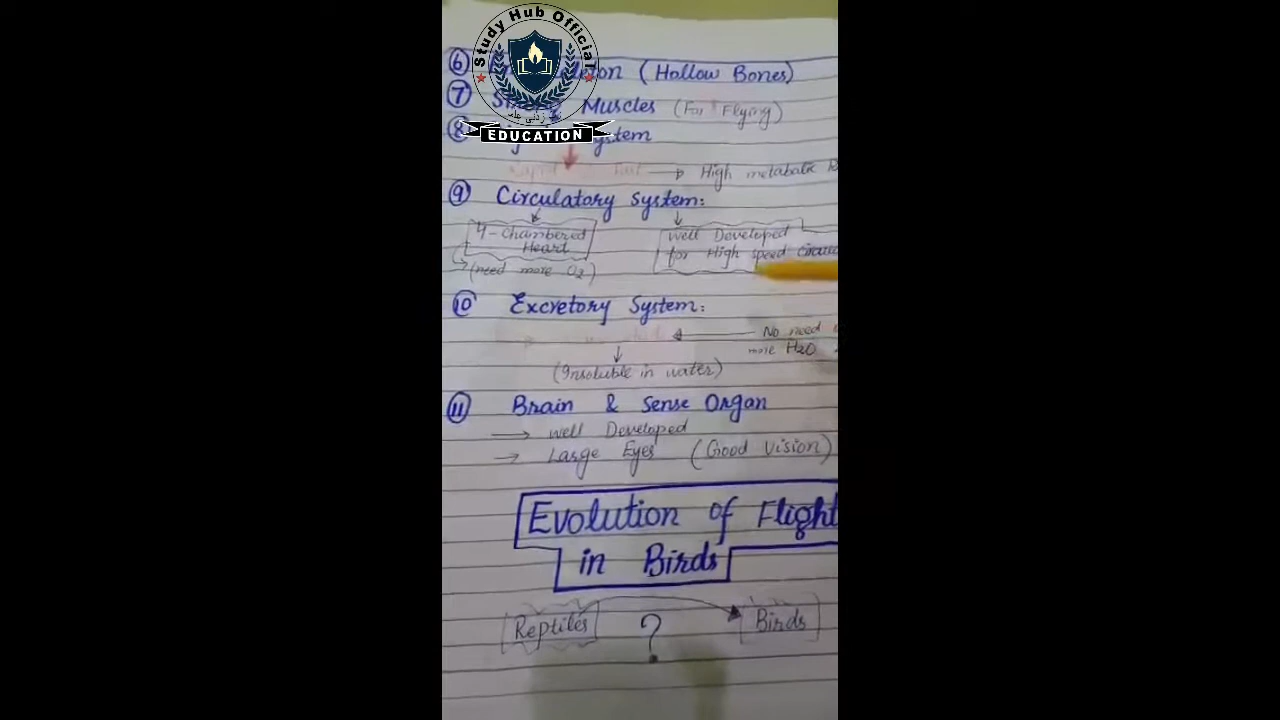 Study Hub Official
EDUCATION
6 (Hollow Bones)
7 Muscles (For Flying)
8 System
→ High metabolic
9 Circulatory System:
4-Chambered Heart
(need more O2)
Well Developed
for High speed
10 Excretory System:
No need
more H2O
(Insoluble in water)
11 Brain & Sense Organ
→ Well Developed
→ Large Eyes (Good Vision)
Evolution of Flight
in Birds
Reptiles ? Birds